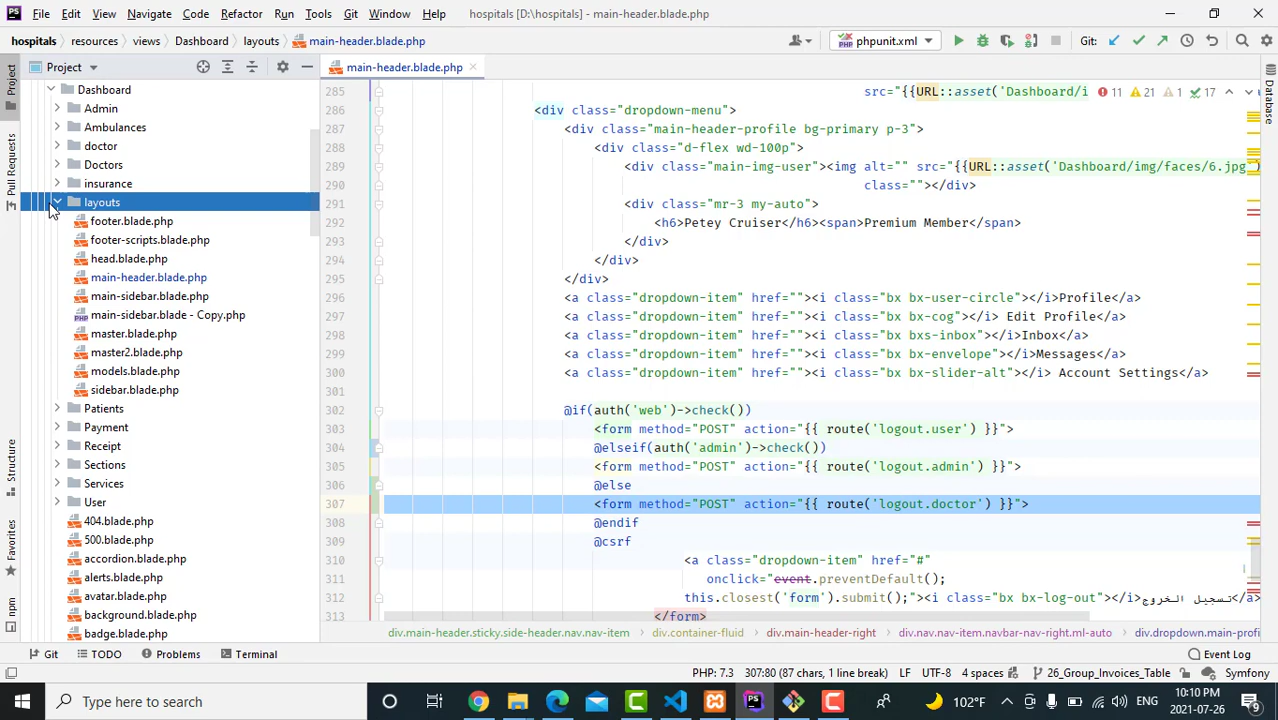 PS File Edit View Navigate Code Refactor Run Tools Git Window Help hospitals [D:\hospitals] - main-header.blade.php
hospitals resources views Dashboard layouts main-header.blade.php phpunit.xml Git:
Project
main-header.blade.php
Project
Pull Requests
Structure
Favorites
npm
Database
Dashboard
Admin
Ambulances
doctor
Doctors
insurance
layouts
footer.blade.php
footer-scripts.blade.php
head.blade.php
main-header.blade.php
main-sidebar.blade.php
main-sidebar.blade - Copy.php
master.blade.php
master2.blade.php
models.blade.php
sidebar.blade.php
Patients
Payment
Receipt
Sections
Services
User
404.blade.php
500.blade.php
accordion.blade.php
alerts.blade.php
avatar.blade.php
background.blade.php
badge.blade.php
285 src="{{URL::asset('Dashboard/i 11 21 1 17
286 <div class="dropdown-menu">
287 <div class="main-header-profile bg-primary p-3">
288 <div class="d-flex wd-100p">
289 <div class="main-img-user"><img alt="" src="{{URL::asset('Dashboard/img/faces/6.jpg'
290 class=""></div>
291 <div class="mr-3 my-auto">
292 <h6>Petey Cruiser</h6><span>Premium Member</span>
293 </div>
294 </div>
295 </div>
296 <a class="dropdown-item" href=""><i class="bx bx-user-circle"></i>Profile</a>
297 <a class="dropdown-item" href=""><i class="bx bx-cog"></i> Edit Profile</a>
298 <a class="dropdown-item" href=""><i class="bx bxs-inbox"></i>Inbox</a>
299 <a class="dropdown-item" href=""><i class="bx bx-envelope"></i>Messages</a>
300 <a class="dropdown-item" href=""><i class="bx bx-slider-alt"></i> Account Settings</a>
301
302 @if(auth('web')->check())
303 <form method="POST" action="{{ route('logout.user') }}">
304 @elseif(auth('admin')->check())
305 <form method="POST" action="{{ route('logout.admin') }}">
306 @else
307 <form method="POST" action="{{ route('logout.doctor') }}">
308 @endif
309 @csrf
310 <a class="dropdown-item" href="#"
311 onclick="event.preventDefault();
312 this.closest('form').submit();"><i class="bx bx-log-out"></i>تسجيل الخروج</a>
313 </form>
div.main-header.sticky.side-header.nav.nav-item div.container-fluid div.main-header-right div.nav.nav-item.navbar-nav-right.ml-auto div.dropdown.main-profi
Git TODO Problems Terminal Event Log
PHP: 7.3 307:80 (87 chars, 1 line break) LF UTF-8 4 spaces 26_Group_Invoices_Table Symfony
Type here to search 102°F ENG 10:10 PM
2021-07-26 9